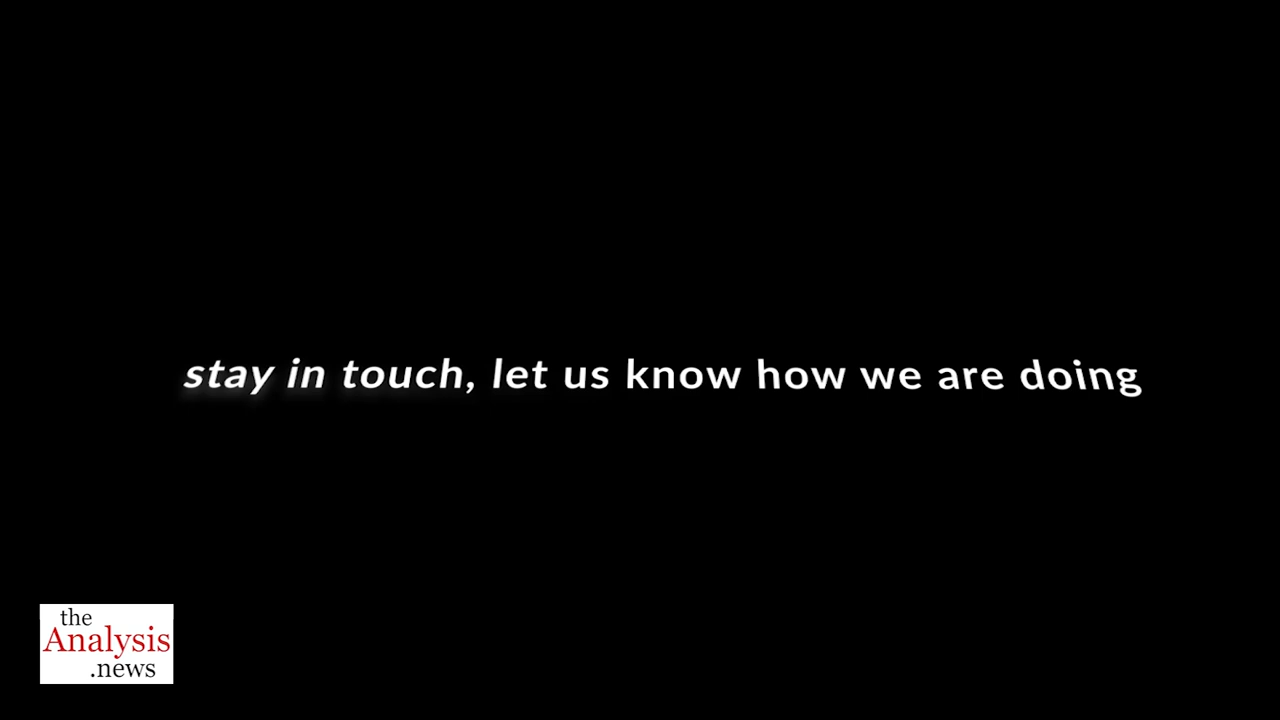 stay in touch, let us know how we are doing
the
Analysis
.news